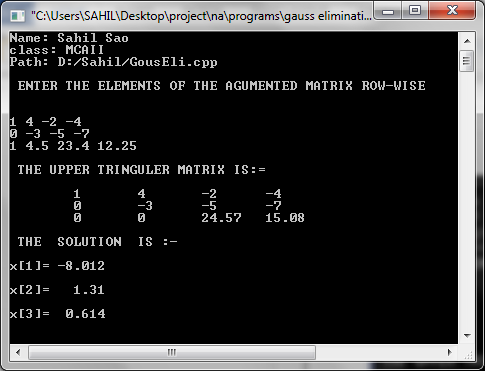 "C:\Users\SAHIL\Desktop\project\na\programs\gauss eliminati...
Name: Sahil Sao
class: MCAII
Path: D:/Sahil/GousEli.cpp
ENTER THE ELEMENTS OF THE AGUMENTED MATRIX ROW-WISE
1 4 -2 -4
0 -3 -5 -7
1 4.5 23.4 12.25
THE UPPER TRINGULER MATRIX IS:=
1 4 -2 -4
0 -3 -5 -7
0 0 24.57 15.08
THE SOLUTION IS :-
x[1]= -8.012
x[2]= 1.31
x[3]= 0.614